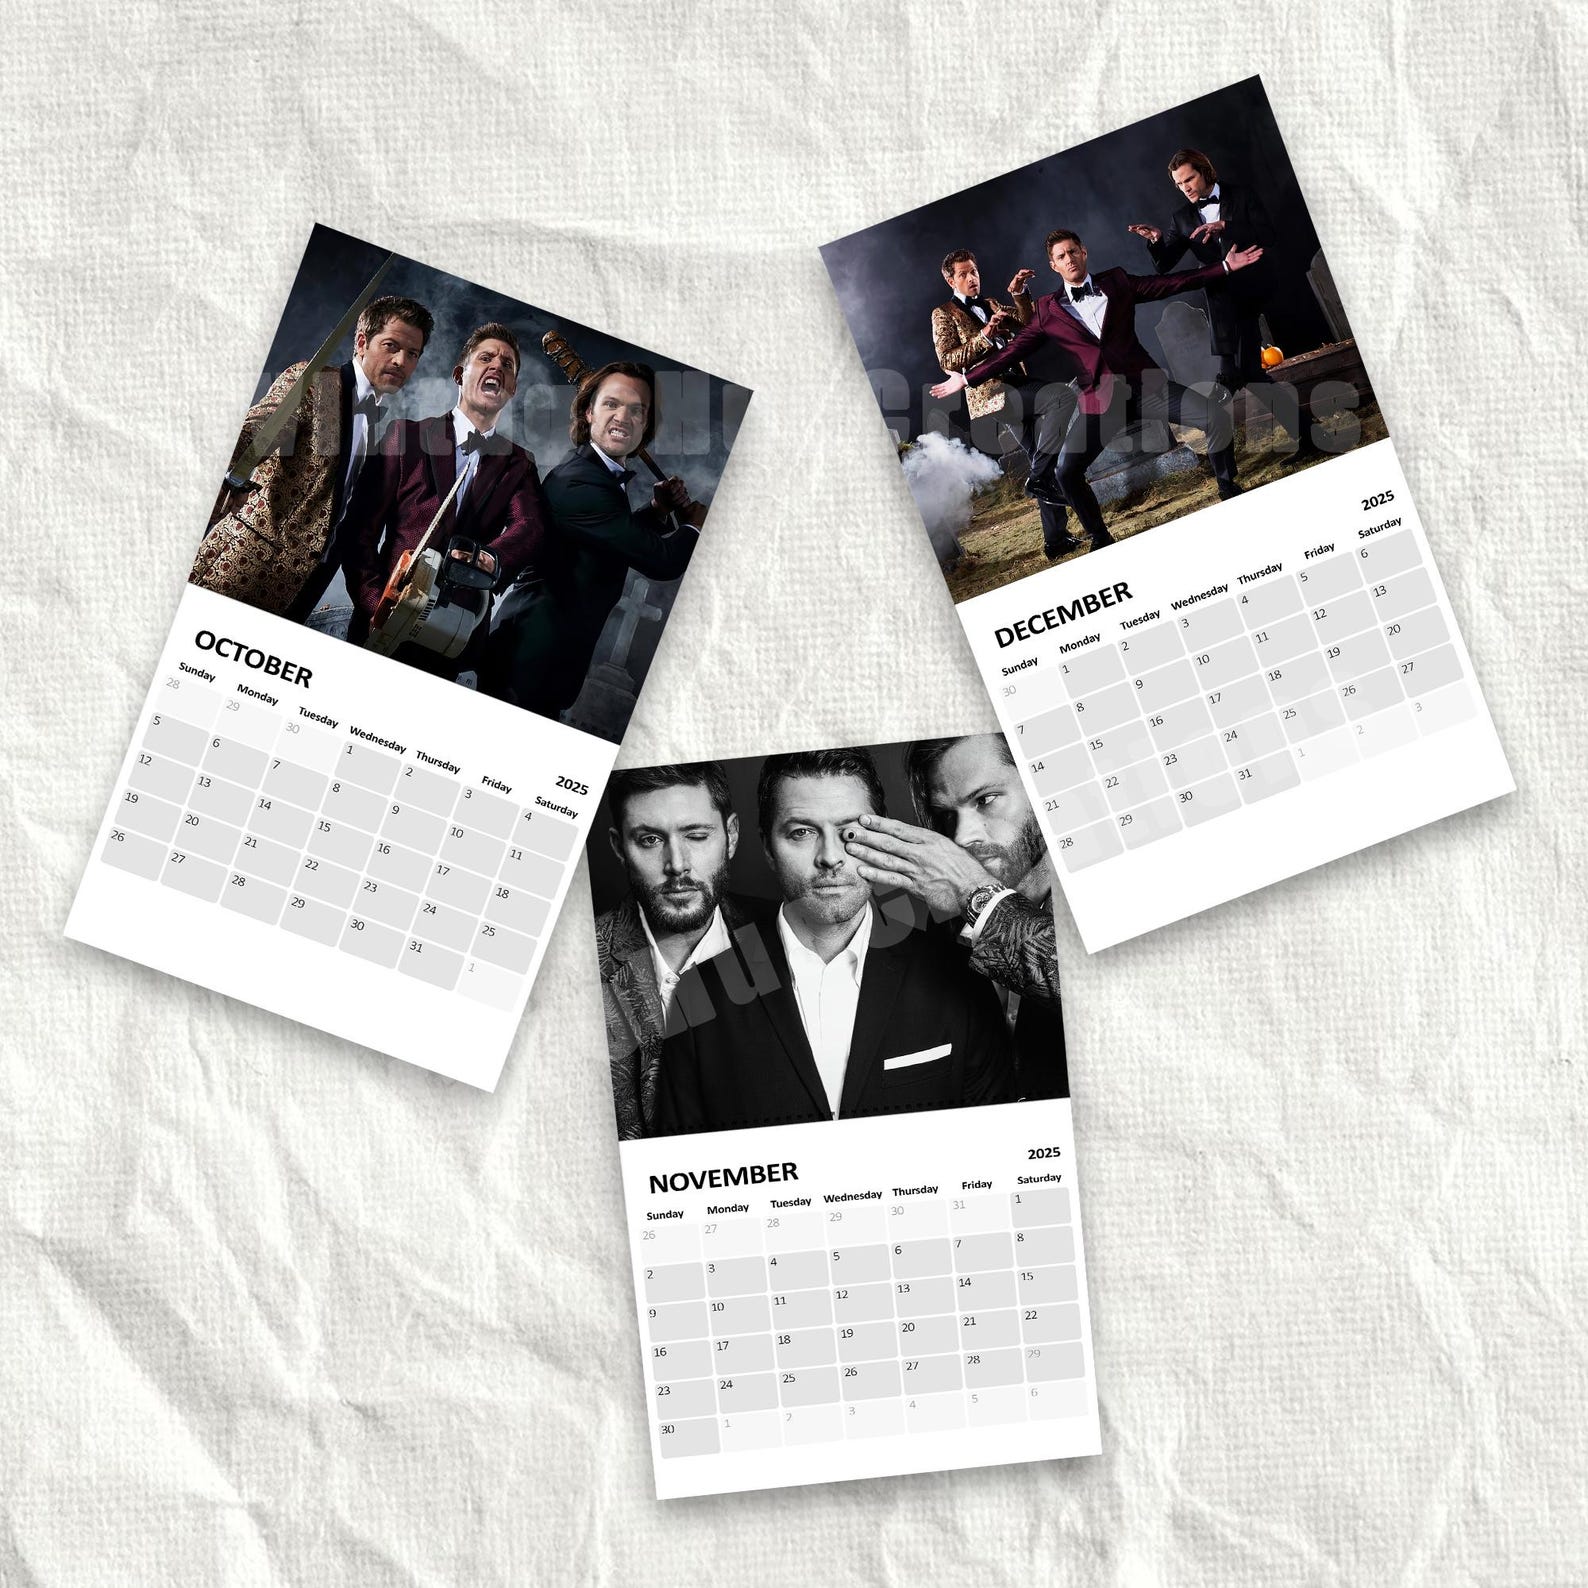 Vintage Hue Creations
OCTOBER
2025
Sunday Monday Tuesday Wednesday Thursday Friday Saturday
28 29 30 1 2 3 4
5 6 7 8 9 10 11
12 13 14 15 16 17 18
19 20 21 22 23 24 25
26 27 28 29 30 31 1
2025
DECEMBER
Sunday Monday Tuesday Wednesday Thursday Friday Saturday
30 1 2 3 4 5 6
7 8 9 10 11 12 13
14 15 16 17 18 19 20
21 22 23 24 25 26 27
28 29 30 31 1 2 3
2025
NOVEMBER
Sunday Monday Tuesday Wednesday Thursday Friday Saturday
26 27 28 29 30 31 1
2 3 4 5 6 7 8
9 10 11 12 13 14 15
16 17 18 19 20 21 22
23 24 25 26 27 28 29
30 1 2 3 4 5 6